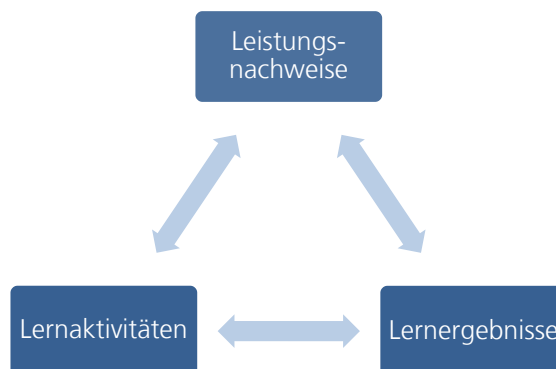 Leistungs-
nachweise
Lernaktivitäten
Lernergebnisse